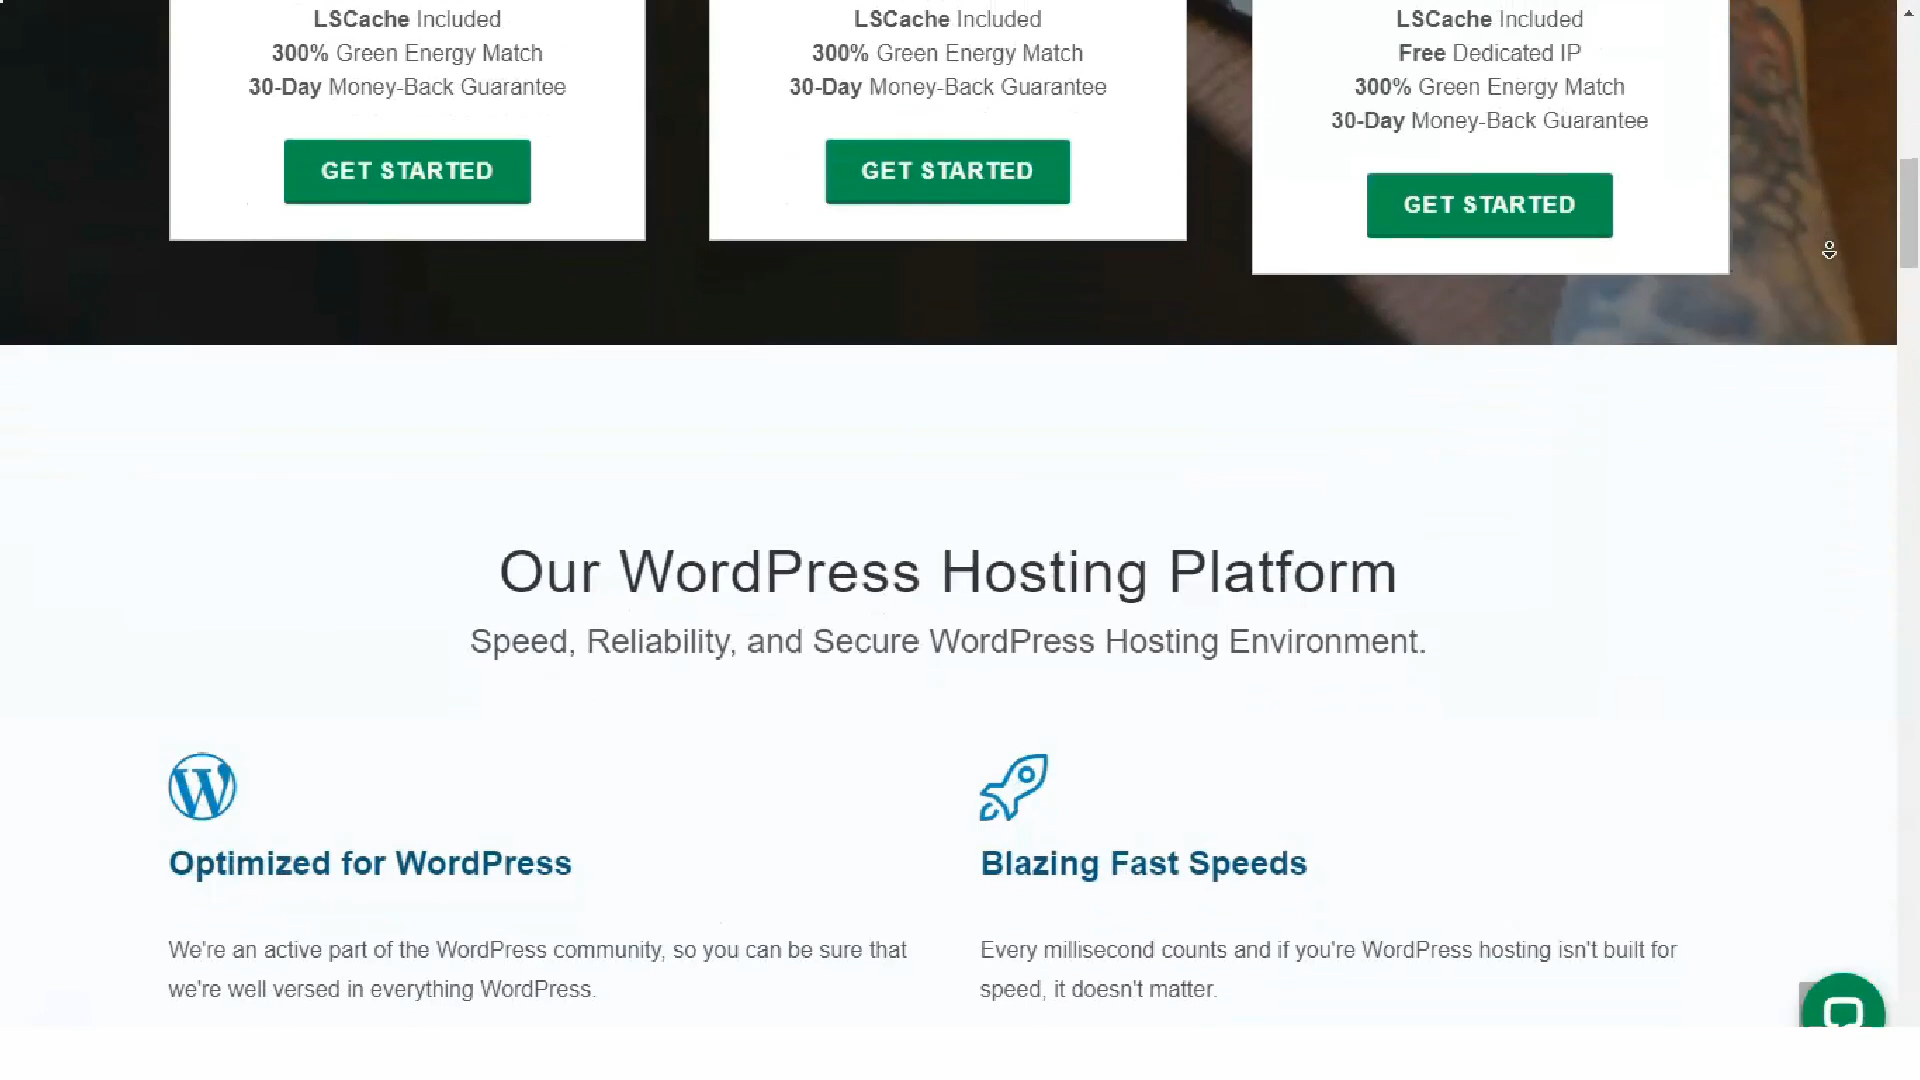 LSCache Included
300% Green Energy Match
30-Day Money-Back Guarantee
GET STARTED
LSCache Included
300% Green Energy Match
30-Day Money-Back Guarantee
GET STARTED
LSCache Included
Free Dedicated IP
300% Green Energy Match
30-Day Money-Back Guarantee
GET STARTED
Our WordPress Hosting Platform
Speed, Reliability, and Secure WordPress Hosting Environment.
Optimized for WordPress
We're an active part of the WordPress community, so you can be sure that
we're well versed in everything WordPress.
Blazing Fast Speeds
Every millisecond counts and if you're WordPress hosting isn't built for
speed, it doesn't matter.